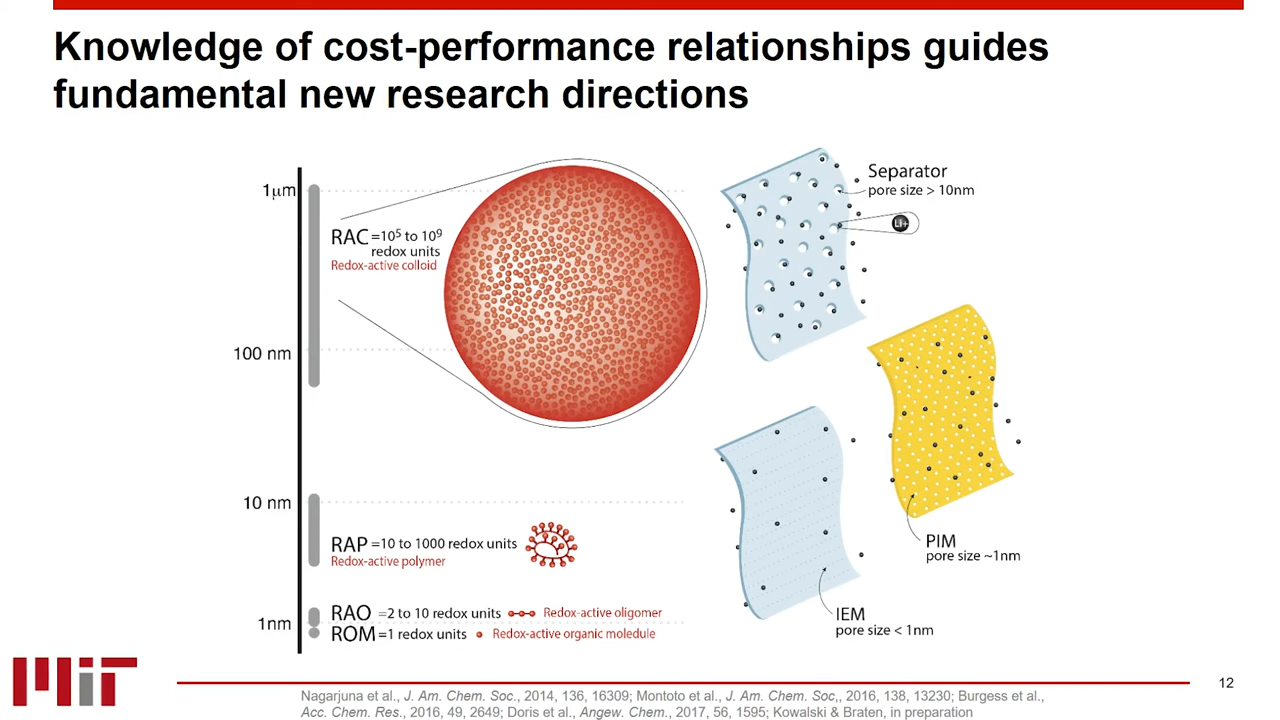 Knowledge of cost-performance relationships guides
fundamental new research directions
1μm
RAC =10⁵ to 10⁹
redox units
Redox-active colloid
100 nm
10 nm
RAP =10 to 1000 redox units
Redox-active polymer
RAO =2 to 10 redox units Redox-active oligomer
1nm
ROM =1 redox units Redox-active organic moledule
Separator
pore size > 10nm
Li+
PIM
pore size ~1nm
IEM
pore size < 1nm
MIT
12
Nagarjuna et al., J. Am. Chem. Soc., 2014, 136, 16309; Montoto et al., J. Am. Chem. Soc,, 2016, 138, 13230; Burgess et al.,
Acc. Chem. Res., 2016, 49, 2649; Doris et al., Angew. Chem., 2017, 56, 1595; Kowalski & Braten, in preparation